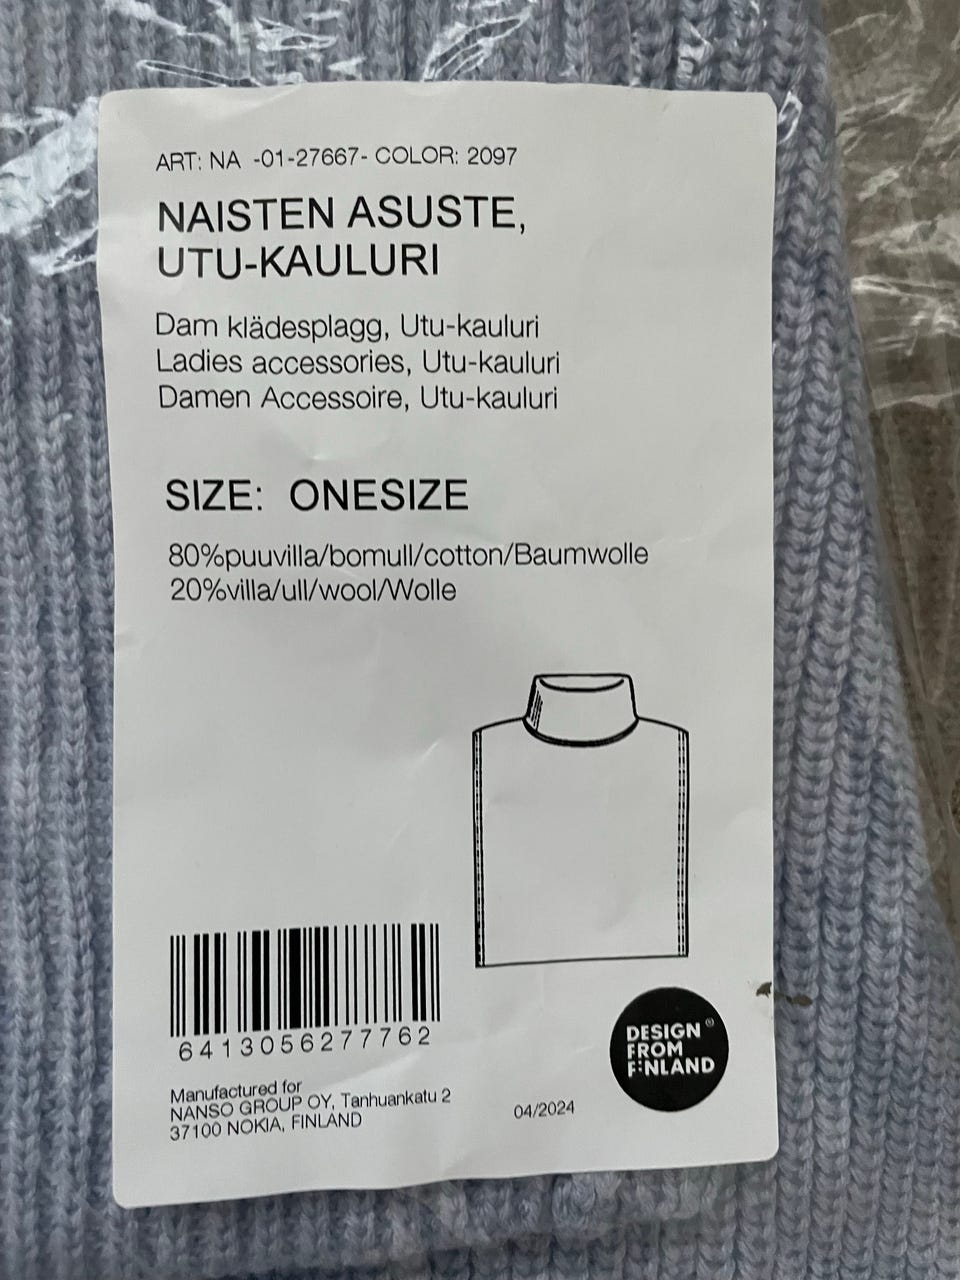 ART: NA -01-27667- COLOR: 2097
NAISTEN ASUSTE,
UTU-KAULURI
Dam klädesplagg, Utu-kauluri
Ladies accessories, Utu-kauluri
Damen Accessoire, Utu-kauluri
SIZE: ONESIZE
80%puuvilla/bomull/cotton/Baumwolle
20%villa/ull/wool/Wolle
6413056277762
Manufactured for
NANSO GROUP OY, Tanhuankatu 2
37100 NOKIA, FINLAND
04/2024
DESIGN ®
FROM
FINLAND